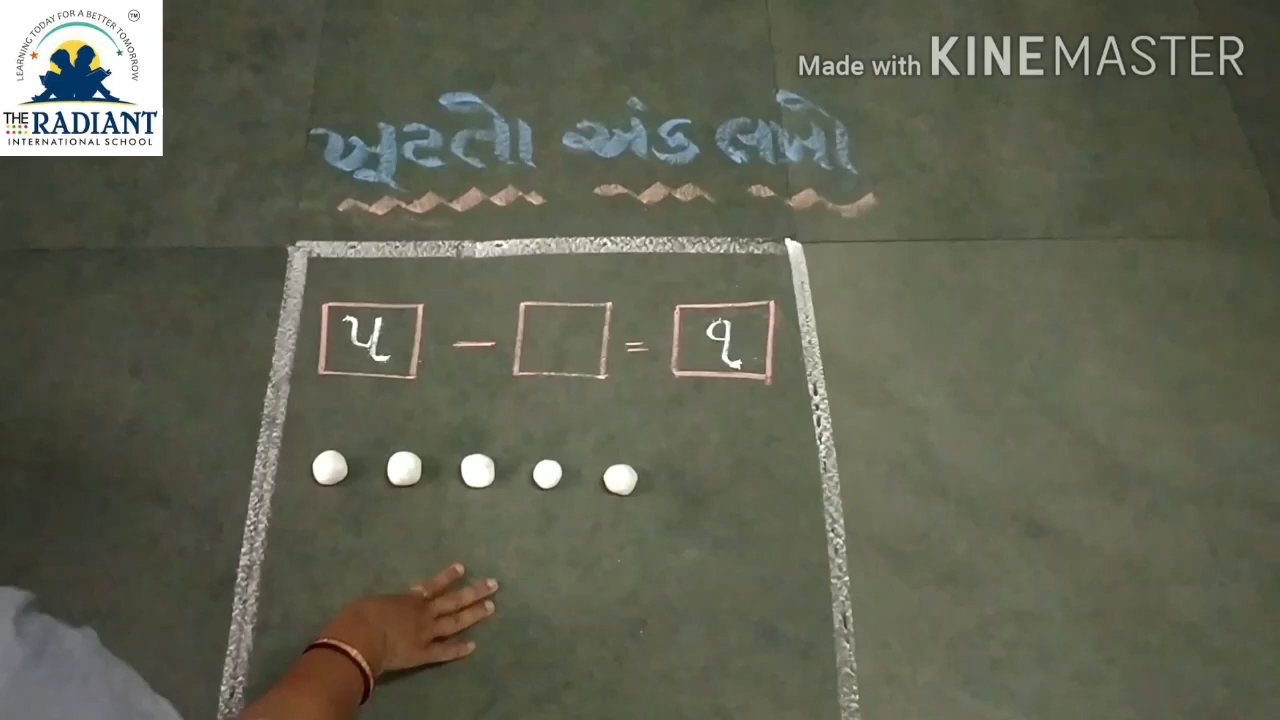 LEARNING TODAY FOR A BETTER TOMORROW
TM
THE RADIANT
INTERNATIONAL SCHOOL
Made with KINEMASTER
ખૂટતો અંક લખો
૫ - = ૧